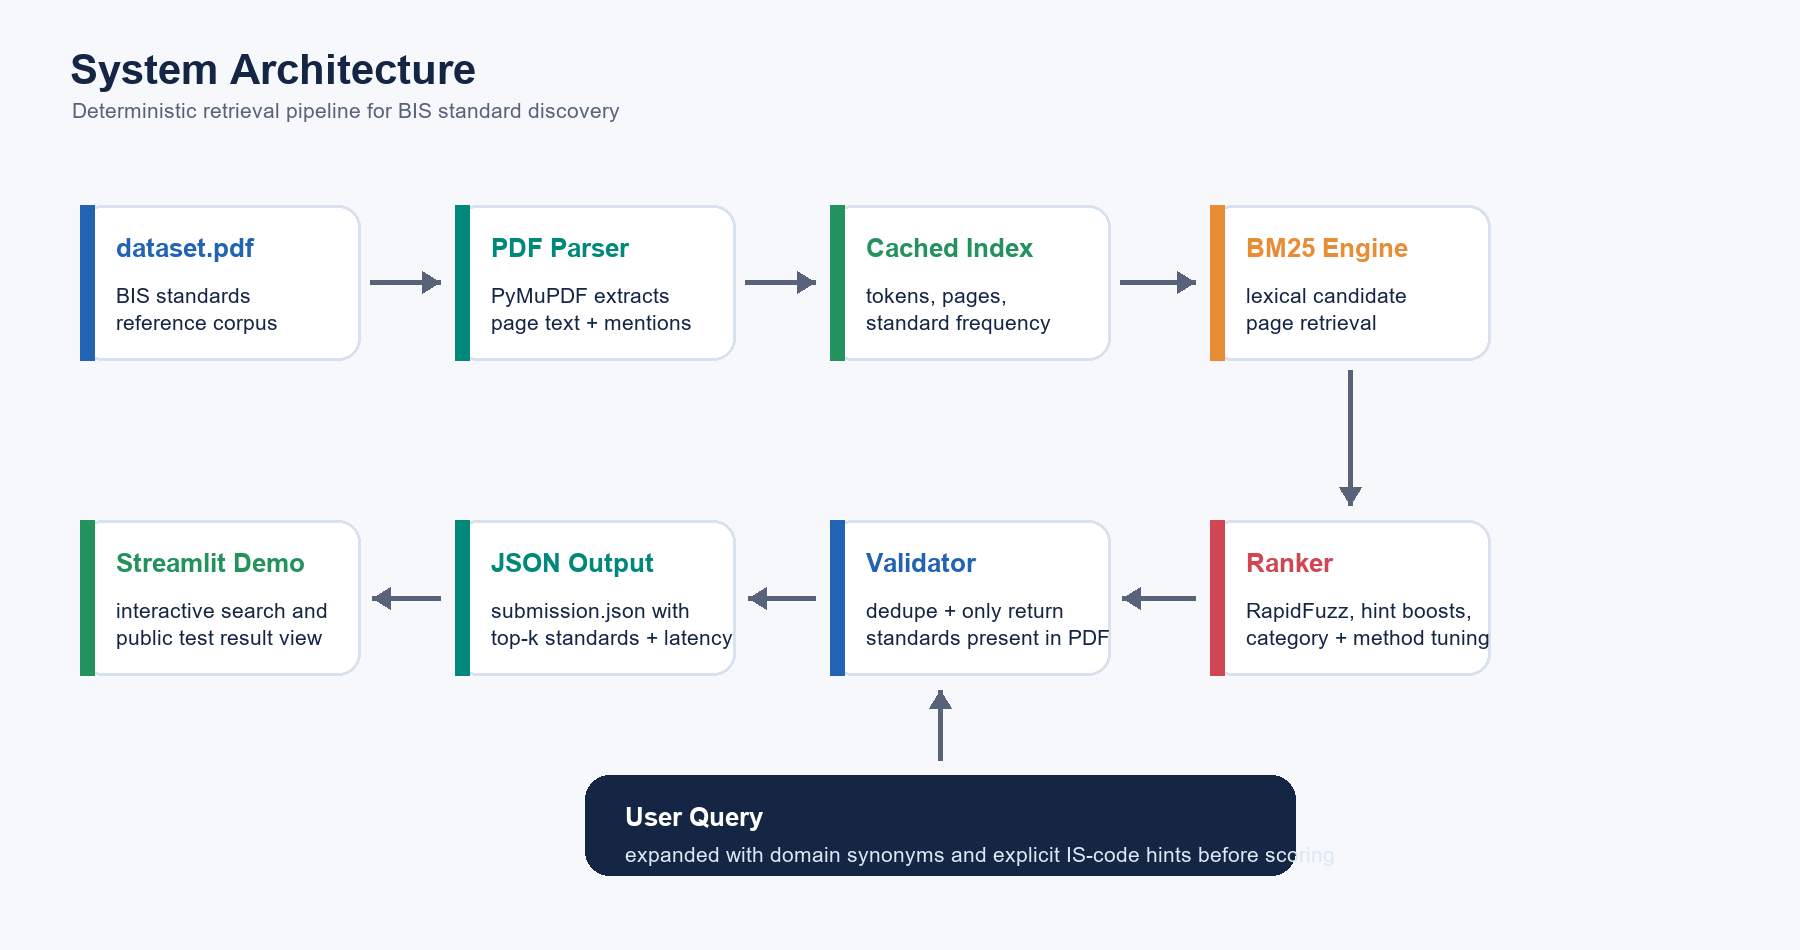 System Architecture
Deterministic retrieval pipeline for BIS standard discovery
dataset.pdf
BIS standards
reference corpus
PDF Parser
PyMuPDF extracts
page text + mentions
Cached Index
tokens, pages,
standard frequency
BM25 Engine
lexical candidate
page retrieval
Streamlit Demo
interactive search and
public test result view
JSON Output
submission.json with
top-k standards + latency
Validator
dedupe + only return
standards present in PDF
Ranker
RapidFuzz, hint boosts,
category + method tuning
User Query
expanded with domain synonyms and explicit IS-code hints before scoring